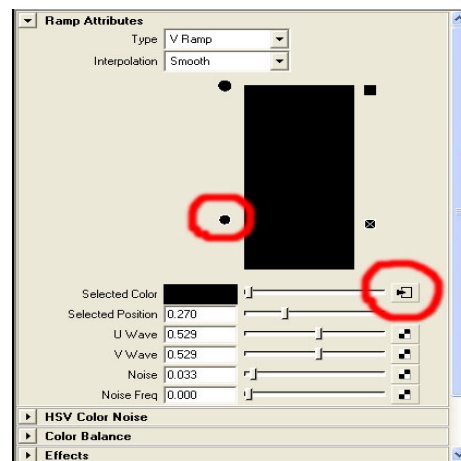 Ramp Attributes
Type V Ramp
Interpolation Smooth
Selected Color
Selected Position 0.270
U Wave 0.529
V Wave 0.529
Noise 0.033
Noise Freq 0.000
HSV Color Noise
Color Balance
Effects